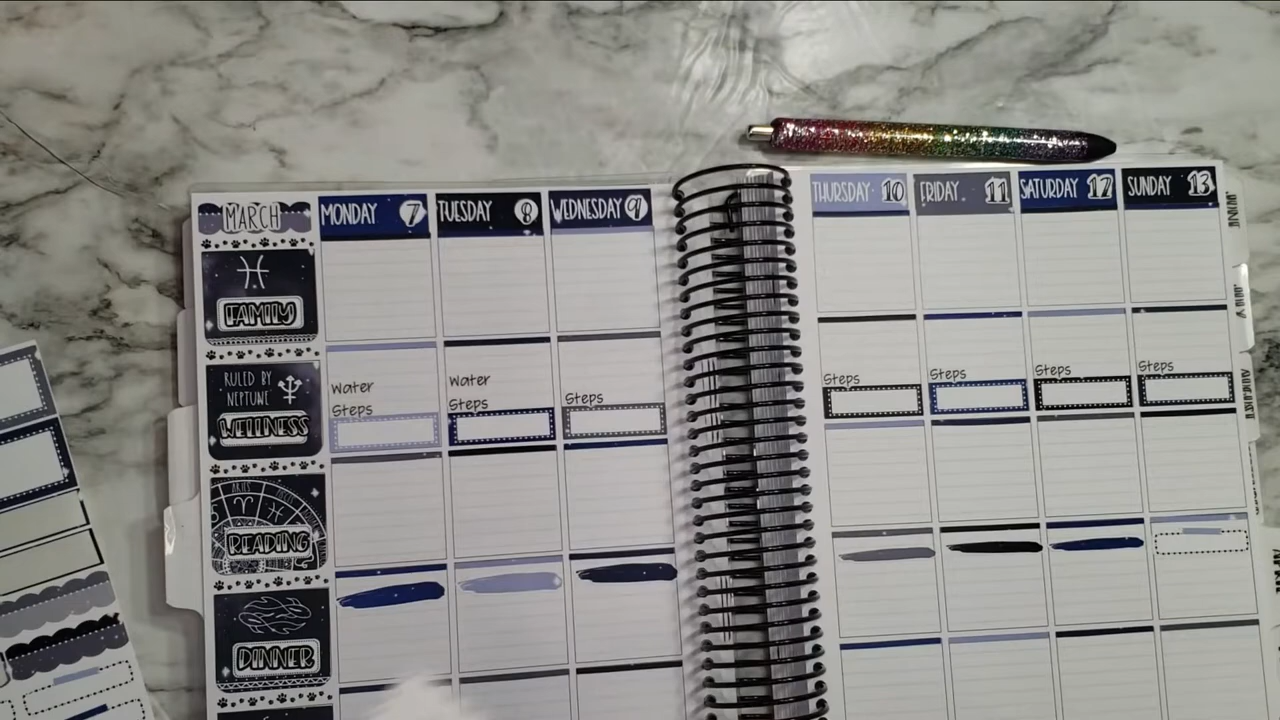 MARCH
MONDAY 7
TUESDAY 8
WEDNESDAY 9
THURSDAY 10
FRIDAY 11
SATURDAY 12
SUNDAY 13
FAMILY
RULED BY
NEPTUNE
WELLNESS
Water
Steps
Water
Steps
Steps
Steps
Steps
Steps
Steps
ARIES
READING
DINNER